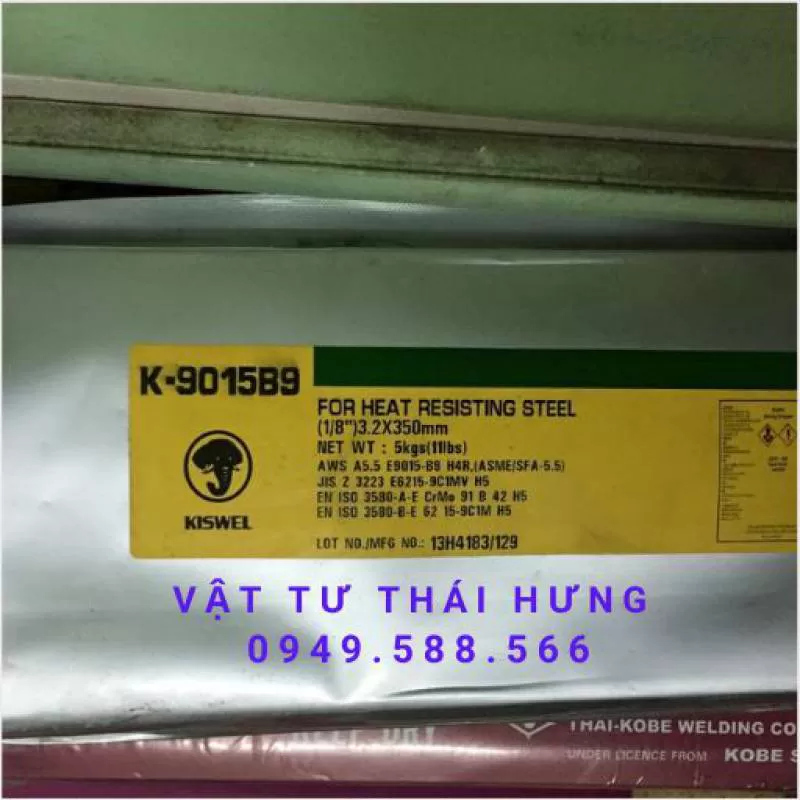 K-9015B9
FOR HEAT RESISTING STEEL
(1/8")3.2X350mm
NET WT : 5kgs(11lbs)
AWS A5.5 E9015-B9 H4R,(ASME/SFA-5.5)
JIS Z 3223 E6215-9C1MV H5
EN ISO 3580-A-E CrMo 91 B 42 H5
EN ISO 3580-B-E 62 15-9C1M H5
KISWEL
LOT NO./MFG NO.: 13H4183/129
VẬT TƯ THÁI HƯNG
0949.588.566
KEEP DRY
THAI-KOBE WELDING CO
UNDER LICENCE FROM KOBE S